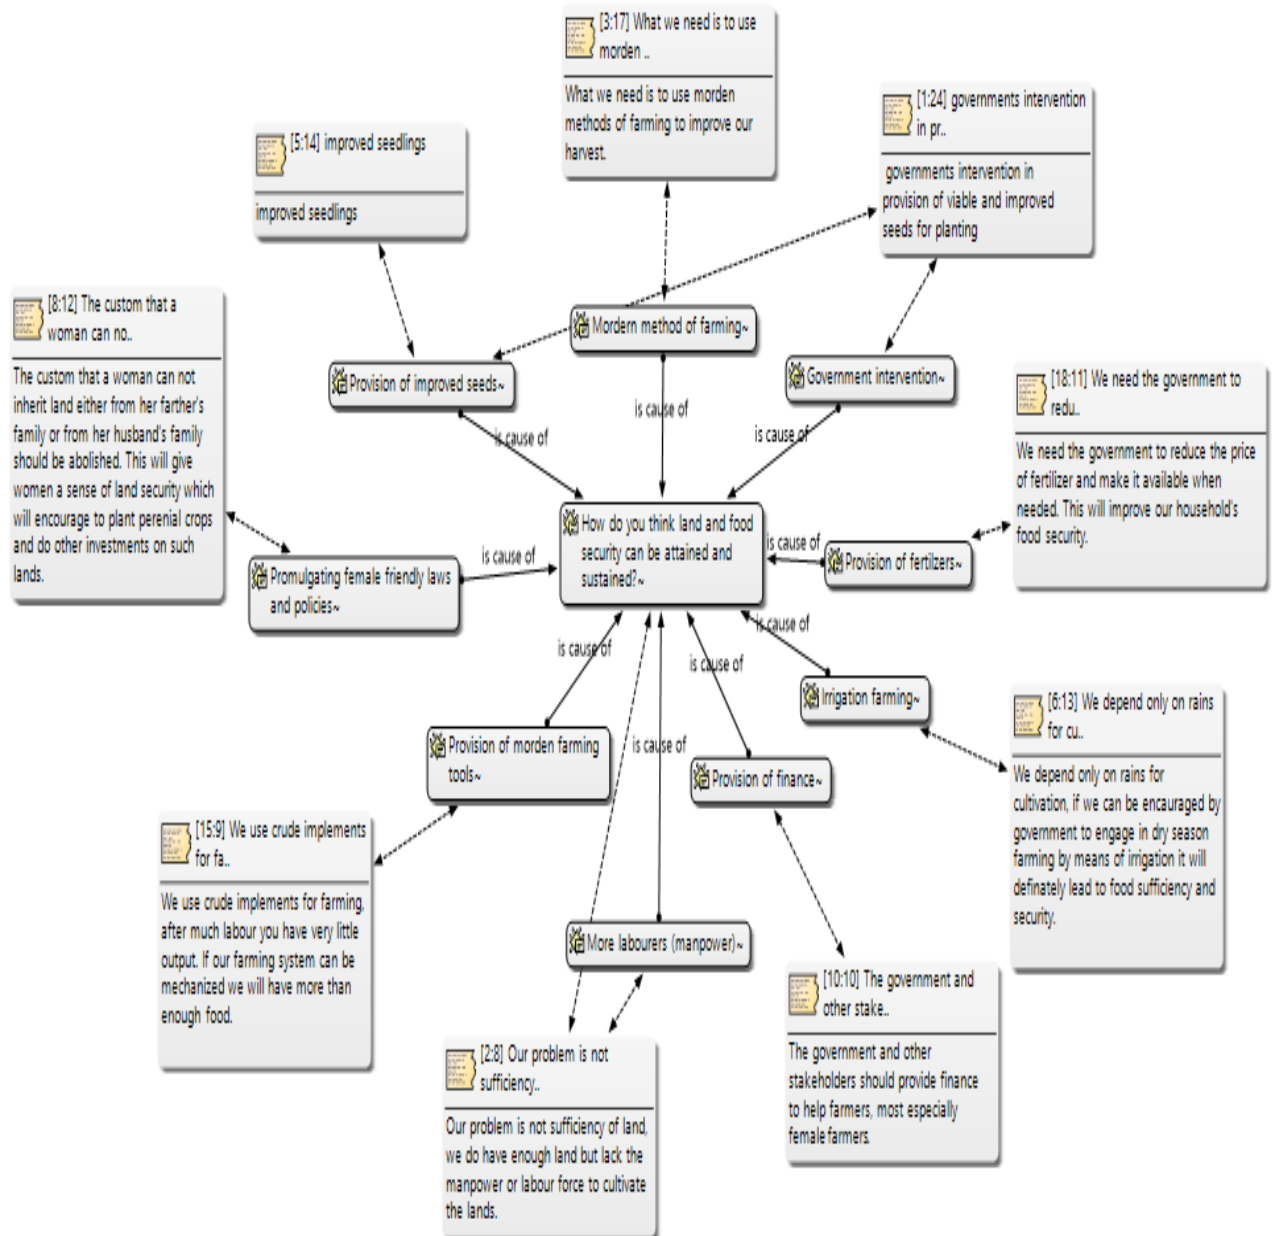 [3:17] What we need is to use
morden ..
What we need is to use morden
methods of farming to improve our
harvest.
[1:24] governments intervention
in pr..
governments intervention in
provision of viable and improved
seeds for planting
[5:14] improved seedlings
improved seedlings
[8:12] The custom that a
woman can no..
The custom that a woman can not
inherit land either from her farther's
family or from her husband's family
should be abolished. This will give
women a sense of land security which
will encourage to plant perenial crops
and do other investments on such
lands.
Mordern method of farming~
Provision of improved seeds~
Government intervention~
[18:11] We need the government to
redu..
We need the government to reduce the price
of fertilizer and make it available when
needed. This will improve our household's
food security.
is cause of
is cause of
is cause of
How do you think land and food
security can be attained and
sustained?~
is cause of
Provision of fertilzers~
is cause of
Promulgating female friendly laws
and policies~
is cause of
is cause of
is cause of
is cause of
Irrigation farming~
[6:13] We depend only on rains
for cu..
We depend only on rains for
cultivation, if we can be encauraged by
government to engage in dry season
farming by means of irrigation it will
definately lead to food sufficiency and
security.
Provision of morden farming
tools~
Provision of finance~
[15:9] We use crude implements
for fa..
We use crude implements for farming,
after much labour you have very little
output. If our farming system can be
mechanized we will have more than
enough food.
More labourers (manpower)~
[10:10] The government and
other stake..
The government and other
stakeholders should provide finance
to help farmers, most especially
female farmers.
[2:8] Our problem is not
sufficiency..
Our problem is not sufficiency of land,
we do have enough land but lack the
manpower or labour force to cultivate
the lands.